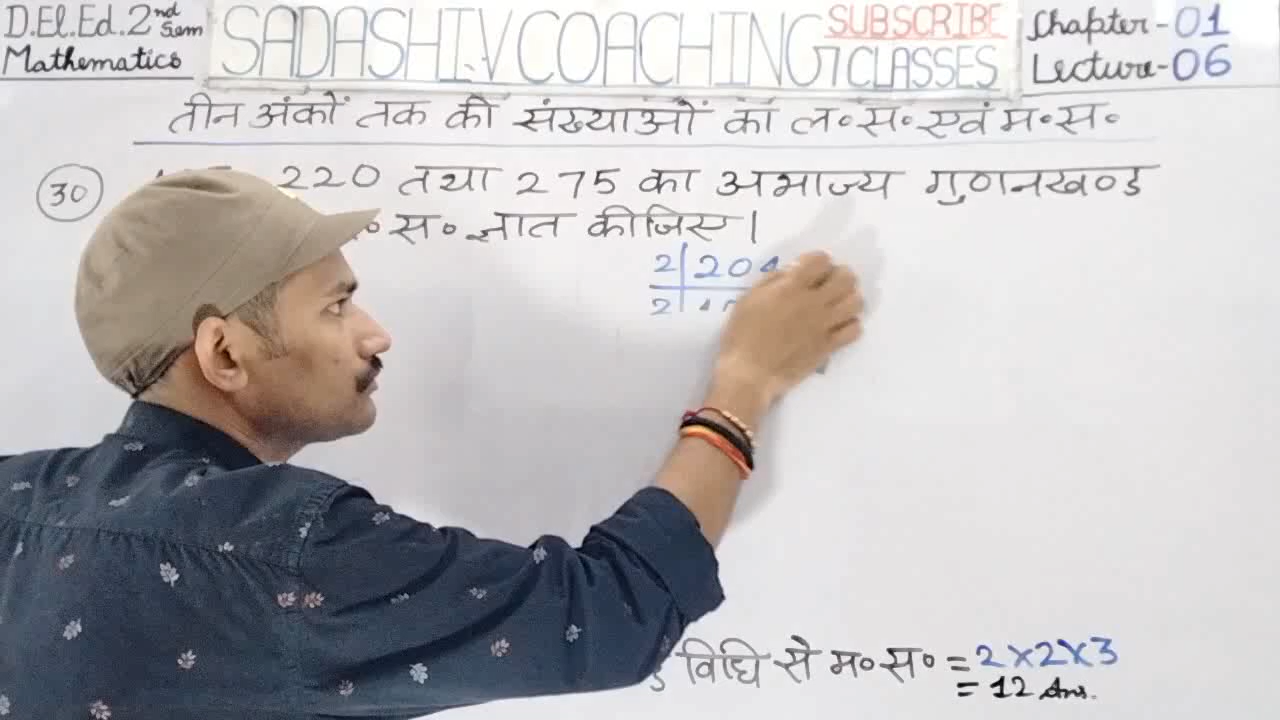 D.El.Ed. 2nd Sem
Mathematics
SADASHIV COACHING CLASSES
SUBSCRIBE
Chapter-01
Lecture-06
तीन अंकों तक की संख्याओं का ल॰स॰ एवं म॰स॰
30 220 तथा 275 का अभाज्य गुणनखण्ड
स॰ ज्ञात कीजिए।
2 204
2
विधि से म॰स॰ = 2×2×3
= 12 Ans.